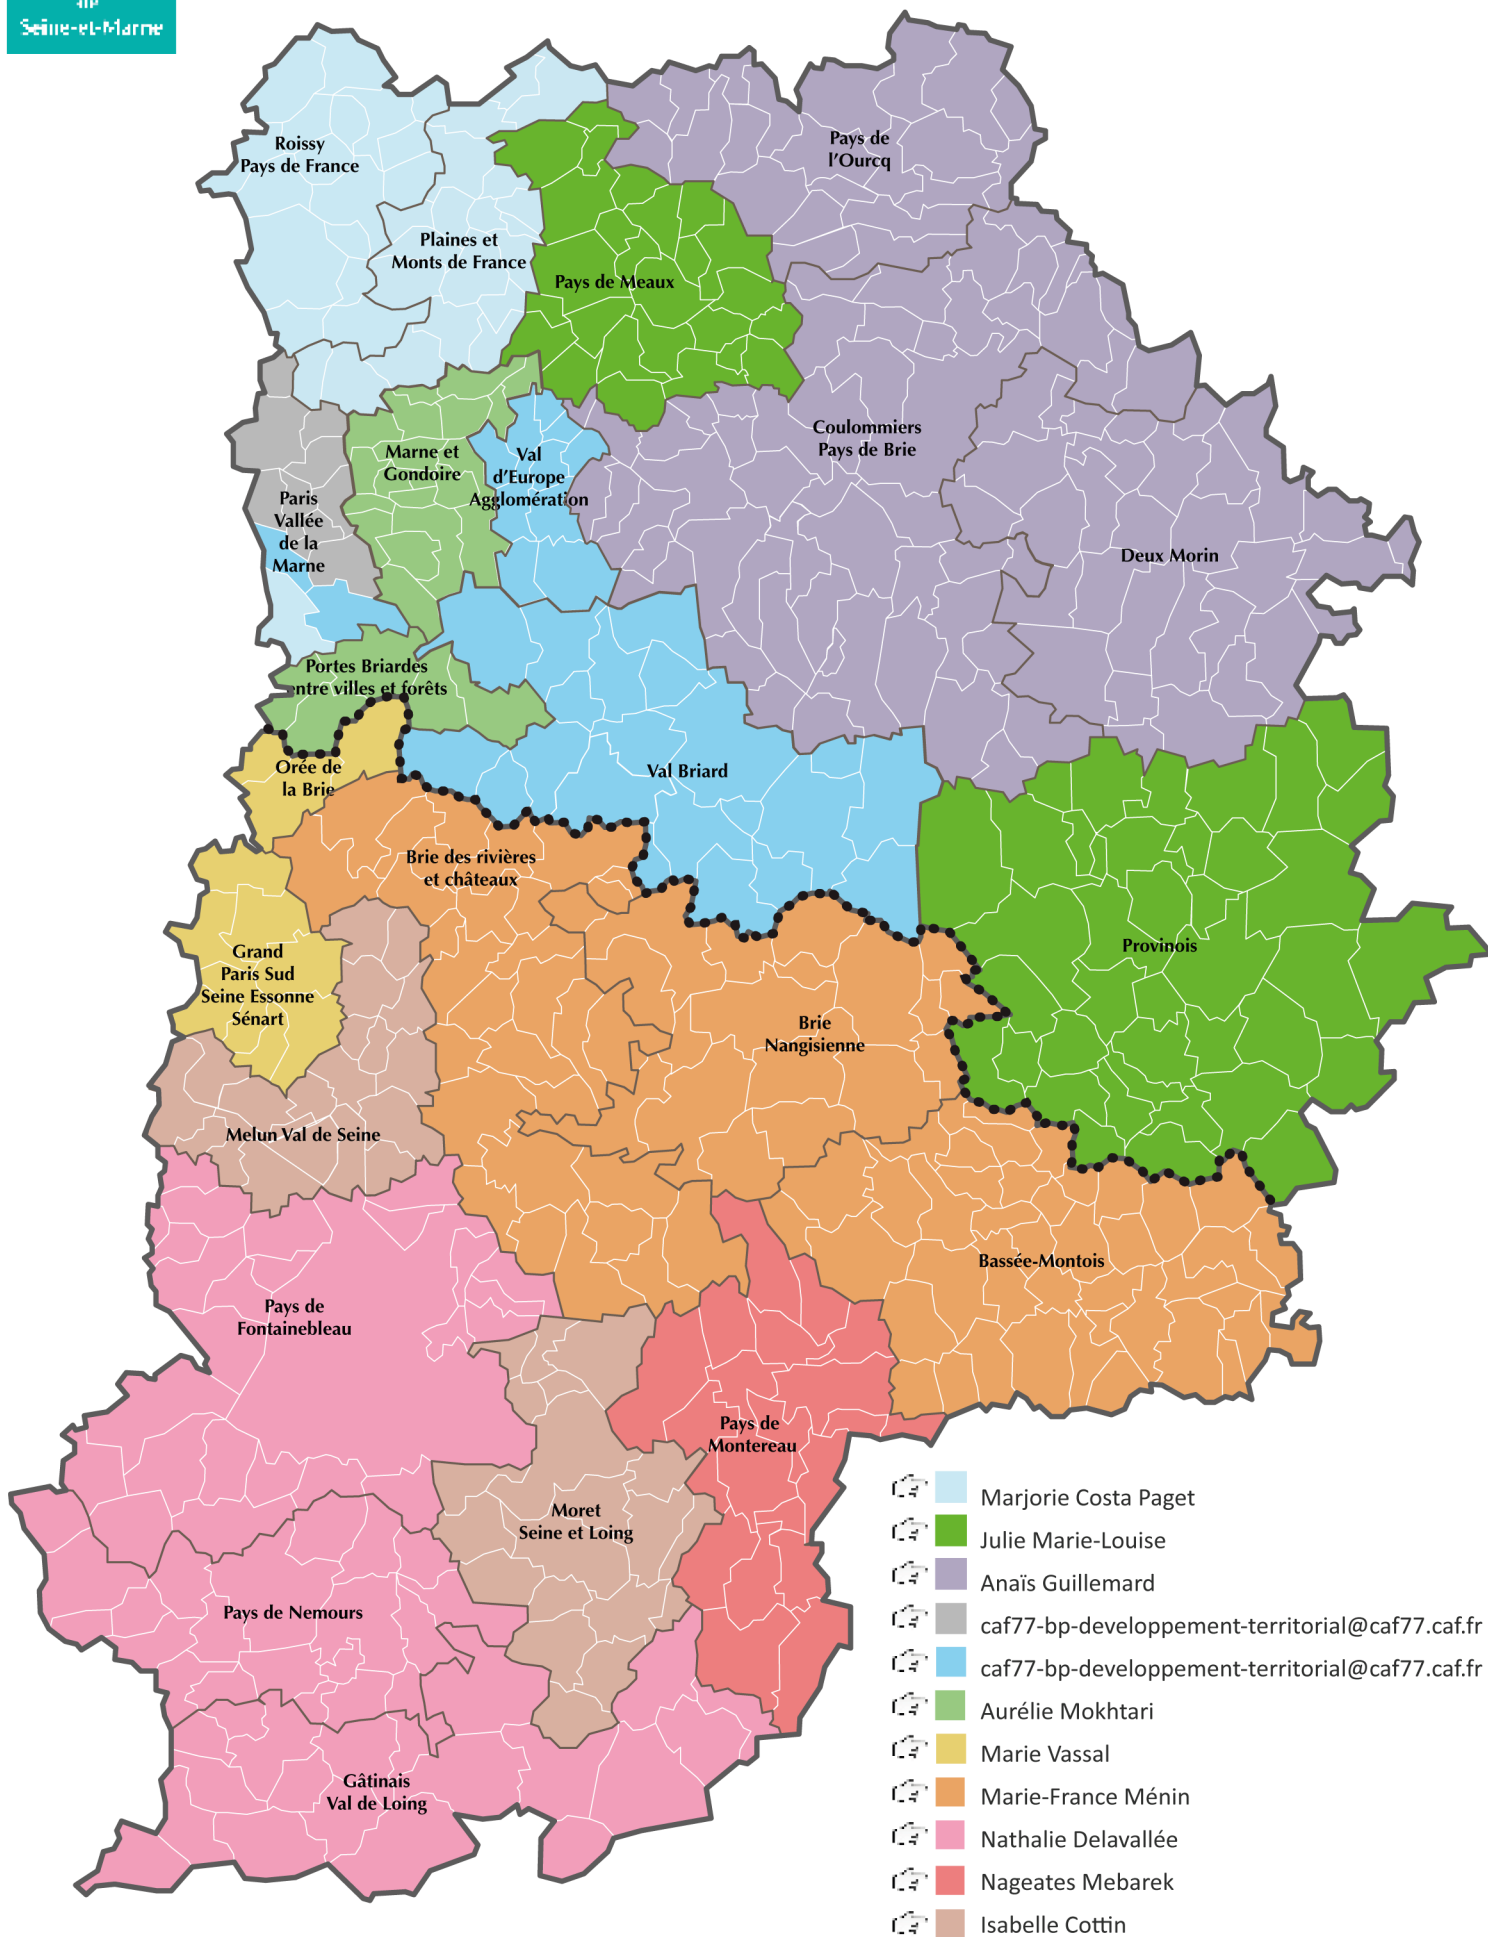 de
Seine-et-Marne
Roissy
Pays de France
Pays de
l'Ourcq
Plaines et
Monts de France
Pays de Meaux
Coulommiers
Pays de Brie
Marne et
Gondoire
Val
d'Europe
Agglomération
Paris
Vallée
de la
Marne
Deux Morin
Portes Briardes
entre villes et forêts
Orée de
la Brie
Val Briard
Brie des rivières
et châteaux
Provinois
Grand
Paris Sud
Seine Essonne
Sénart
Brie
Nangisienne
Melun Val de Seine
Bassée-Montois
Pays de
Fontainebleau
Pays de
Montereau
Moret
Seine et Loing
Pays de Nemours
Gâtinais
Val de Loing
Marjorie Costa Paget
Julie Marie-Louise
Anaïs Guillemard
caf77-bp-developpement-territorial@caf77.caf.fr
caf77-bp-developpement-territorial@caf77.caf.fr
Aurélie Mokhtari
Marie Vassal
Marie-France Ménin
Nathalie Delavallée
Nageates Mebarek
Isabelle Cottin